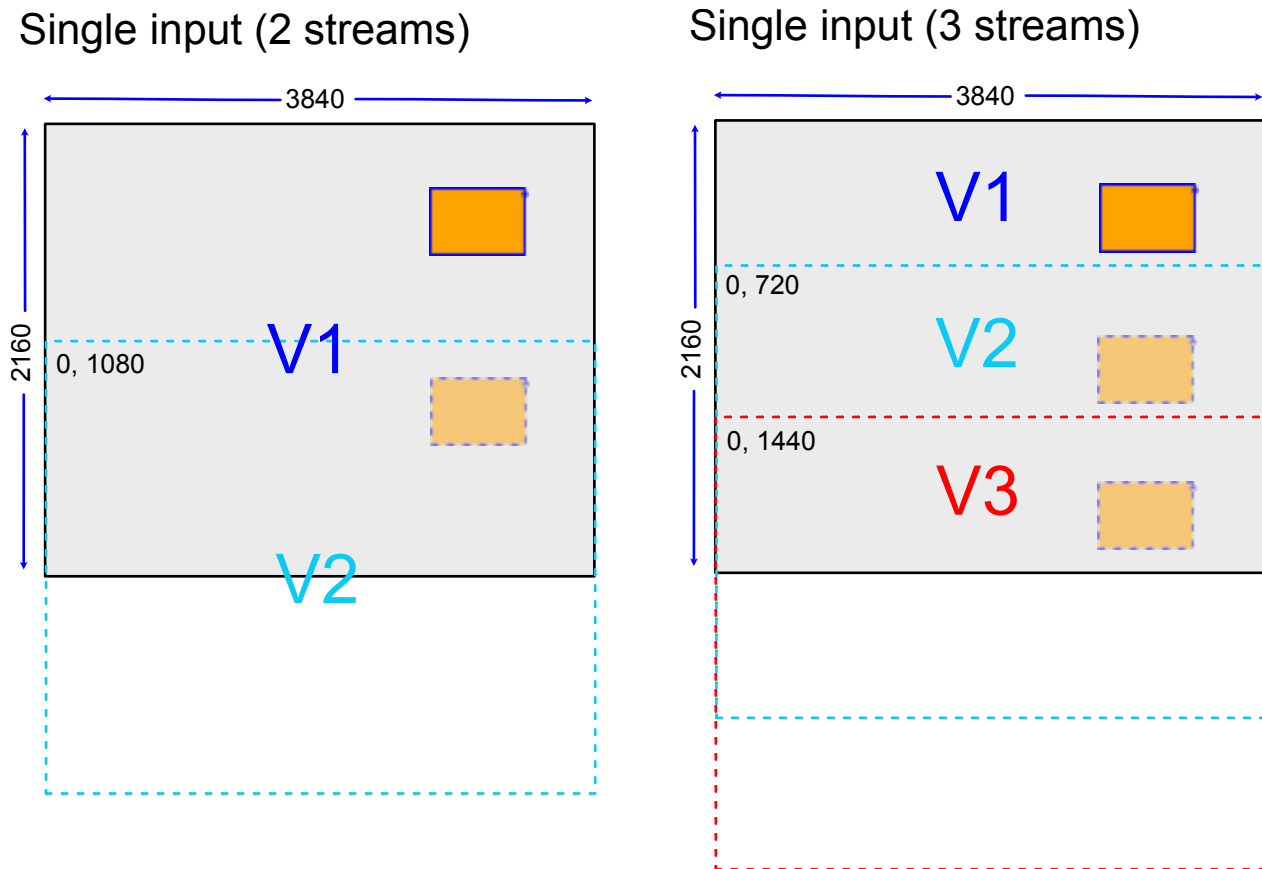 Single input (2 streams)
3840
2160
V1
0, 1080
V2
Single input (3 streams)
3840
2160
V1
0, 720
V2
0, 1440
V3